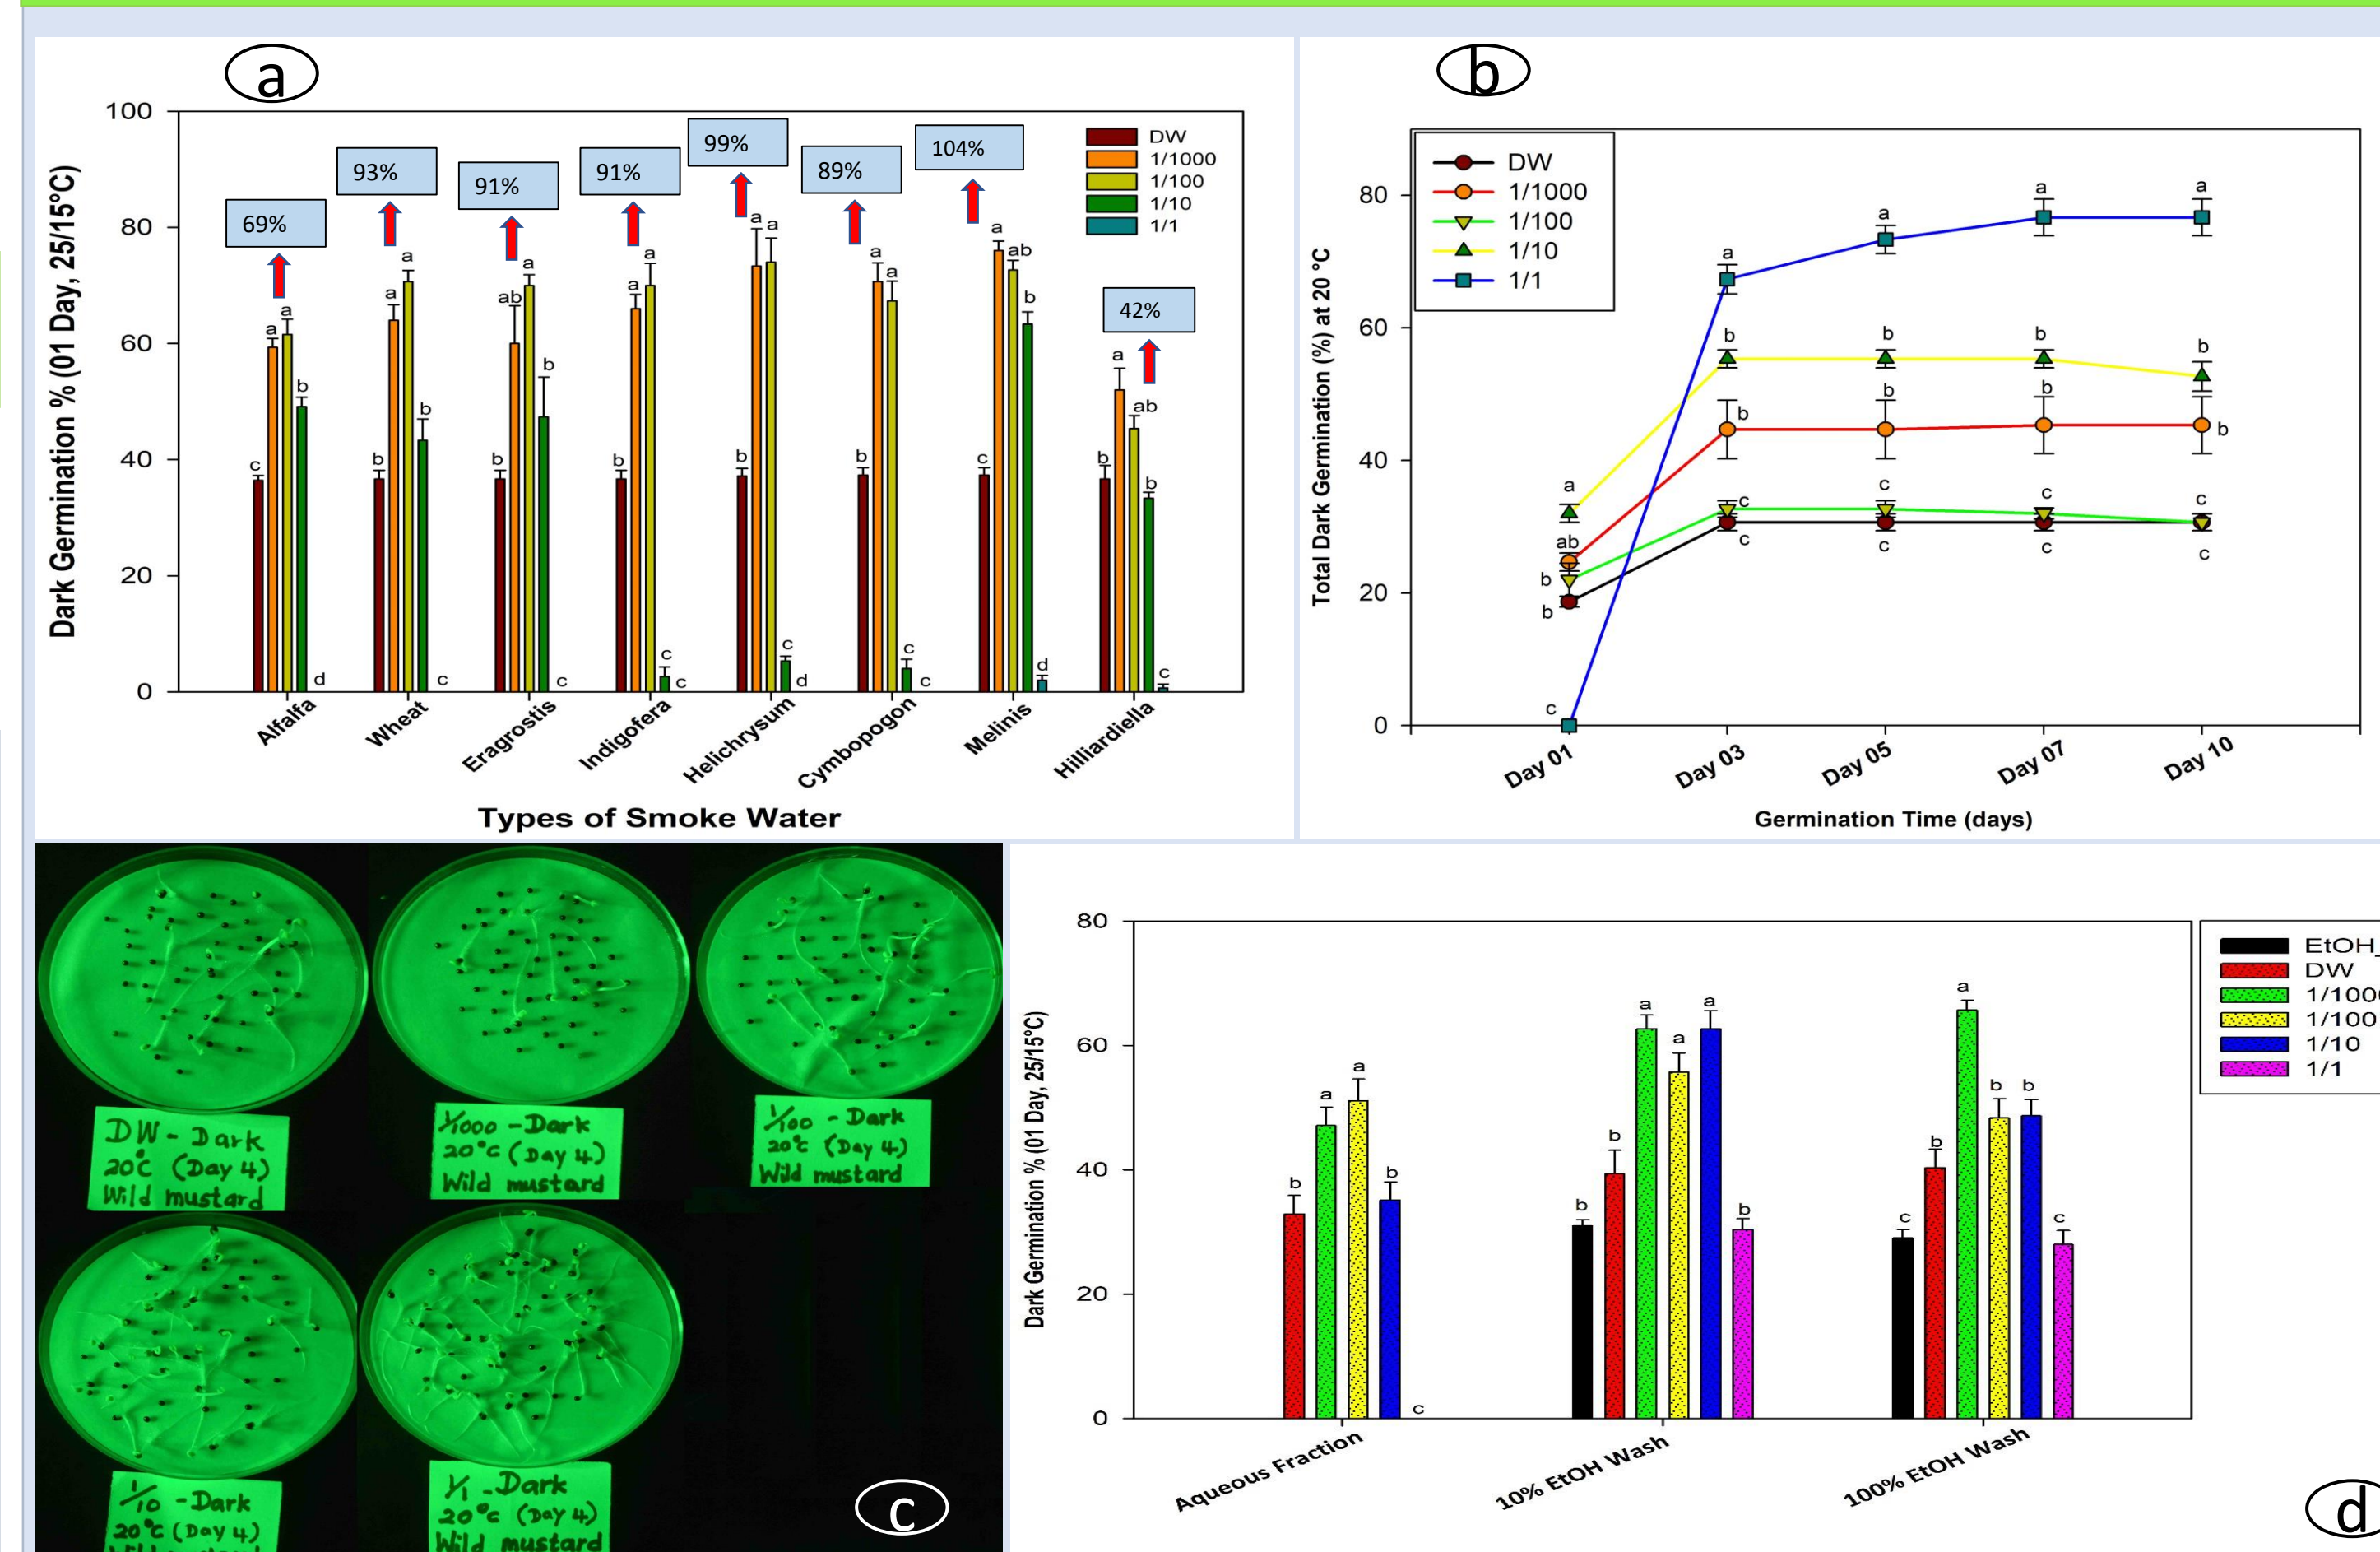 a
100
80
60
40
20
0
Dark Germination % (01 Day, 25/15°C)
69%
93%
91%
91%
99%
89%
104%
42%
DW
1/1000
1/100
1/10
1/1
c a a b d
b a a b c
b ab a b c
b a a c c
b a a c d
b a a c c
c a ab b d
b a ab b c
Alfalfa
Wheat
Eragrostis
Indigofera
Helichrysum
Cymbopogon
Melinis
Hilliardiella
Types of Smoke Water
b
80
60
40
20
0
Total Dark Germination (%) at 20 °C
DW
1/1000
1/100
1/10
1/1
a ab b b c
a b b c c
a b b c c
a b b c c
a b b c c
Day 01
Day 03
Day 05
Day 07
Day 10
Germination Time (days)
DW - Dark
20°C (Day 4)
Wild mustard
1/1000 - Dark
20°C (Day 4)
Wild mustard
1/100 - Dark
20°C (Day 4)
Wild mustard
1/10 - Dark
20°C (Day 4)
1/1 - Dark
20°C (Day 4)
Wild mustard
c
80
60
40
20
0
Dark Germination % (01 Day, 25/15°C)
EtOH_
DW
1/100
1/100
1/10
1/1
b a a b c
b b a a a b
c b a b b c
Aqueous Fraction
10% EtOH Wash
100% EtOH Wash
d